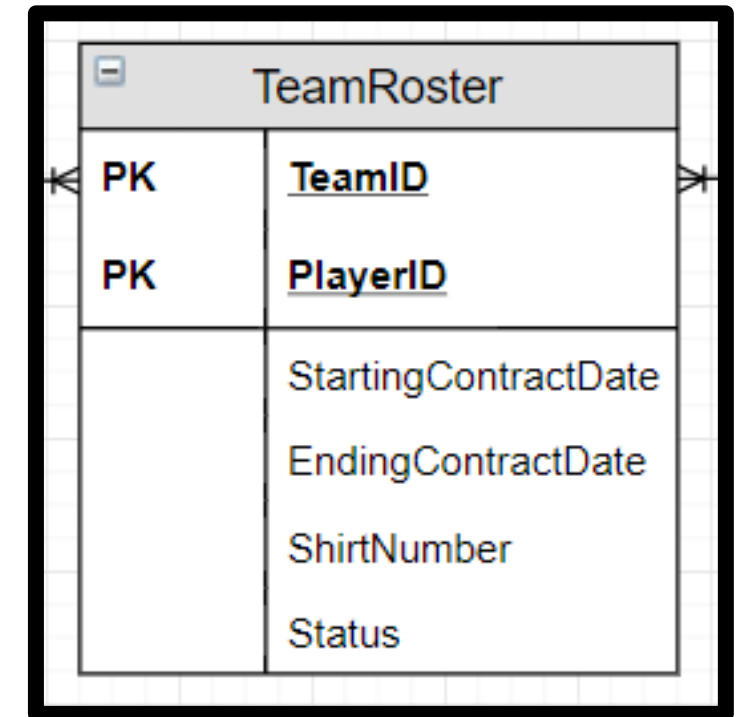 TeamRoster
PK TeamID
PK PlayerID
StartingContractDate
EndingContractDate
ShirtNumber
Status